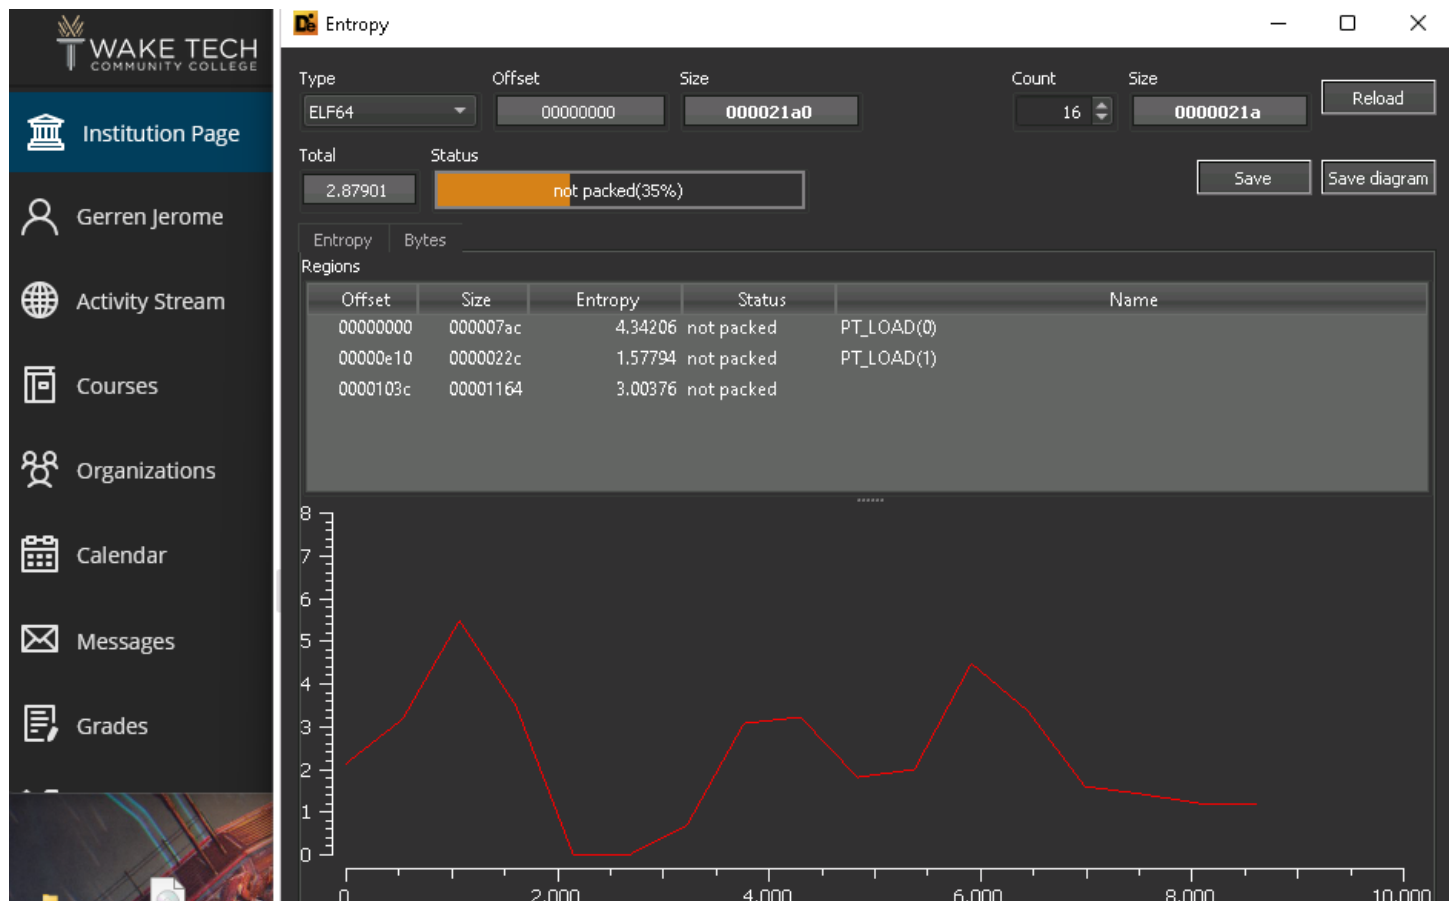 WAKE TECH
COMMUNITY COLLEGE
Institution Page
Gerren Jerome
Activity Stream
Courses
Organizations
Calendar
Messages
Grades
De Entropy
Type Offset Size Count Size
ELF64 00000000 000021a0 16 0000021a Reload
Total Status
2.87901 not packed(35%) Save Save diagram
Entropy Bytes
Regions
Offset Size Entropy Status Name
00000000 000007ac 4.34206 not packed PT_LOAD(0)
00000e10 0000022c 1.57794 not packed PT_LOAD(1)
0000103c 00001164 3.00376 not packed
8
7
6
5
4
3
2
1
0
0 2.000 4.000 6.000 8.000 10.000